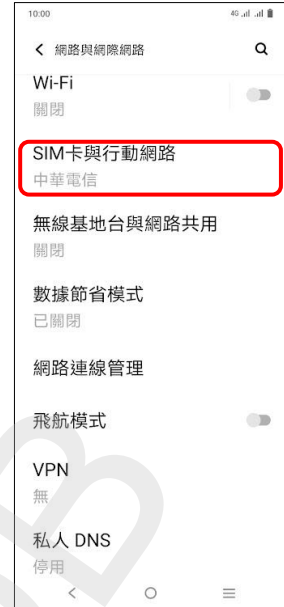 10:00
4G
網路與網際網路
Wi-Fi
關閉
SIM卡與行動網路
中華電信
無線基地台與網路共用
關閉
數據節省模式
已關閉
網路連線管理
飛航模式
VPN
無
私人 DNS
停用